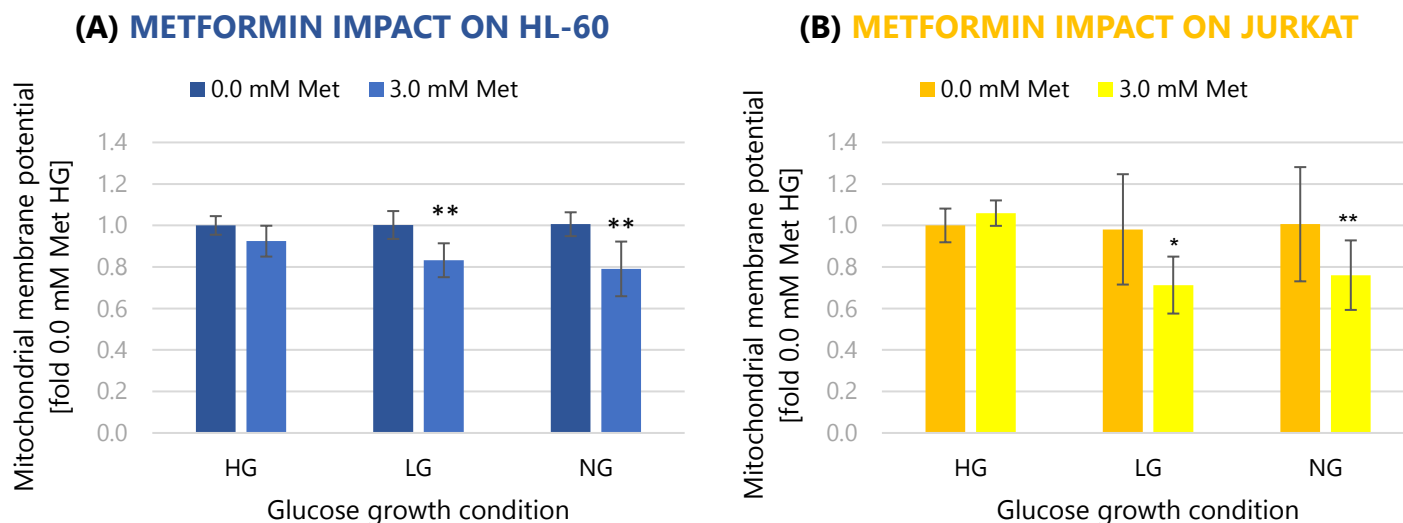 (A) METFORMIN IMPACT ON HL-60
0.0 mM Met 3.0 mM Met
Mitochondrial membrane potential
[fold 0.0 mM Met HG]
1.4
1.2
1.0
0.8
0.6
0.4
0.2
0.0
** **
HG LG NG
Glucose growth condition
(B) METFORMIN IMPACT ON JURKAT
0.0 mM Met 3.0 mM Met
Mitochondrial membrane potential
[fold 0.0 mM Met HG]
1.4
1.2
1.0
0.8
0.6
0.4
0.2
0.0
* **
HG LG NG
Glucose growth condition